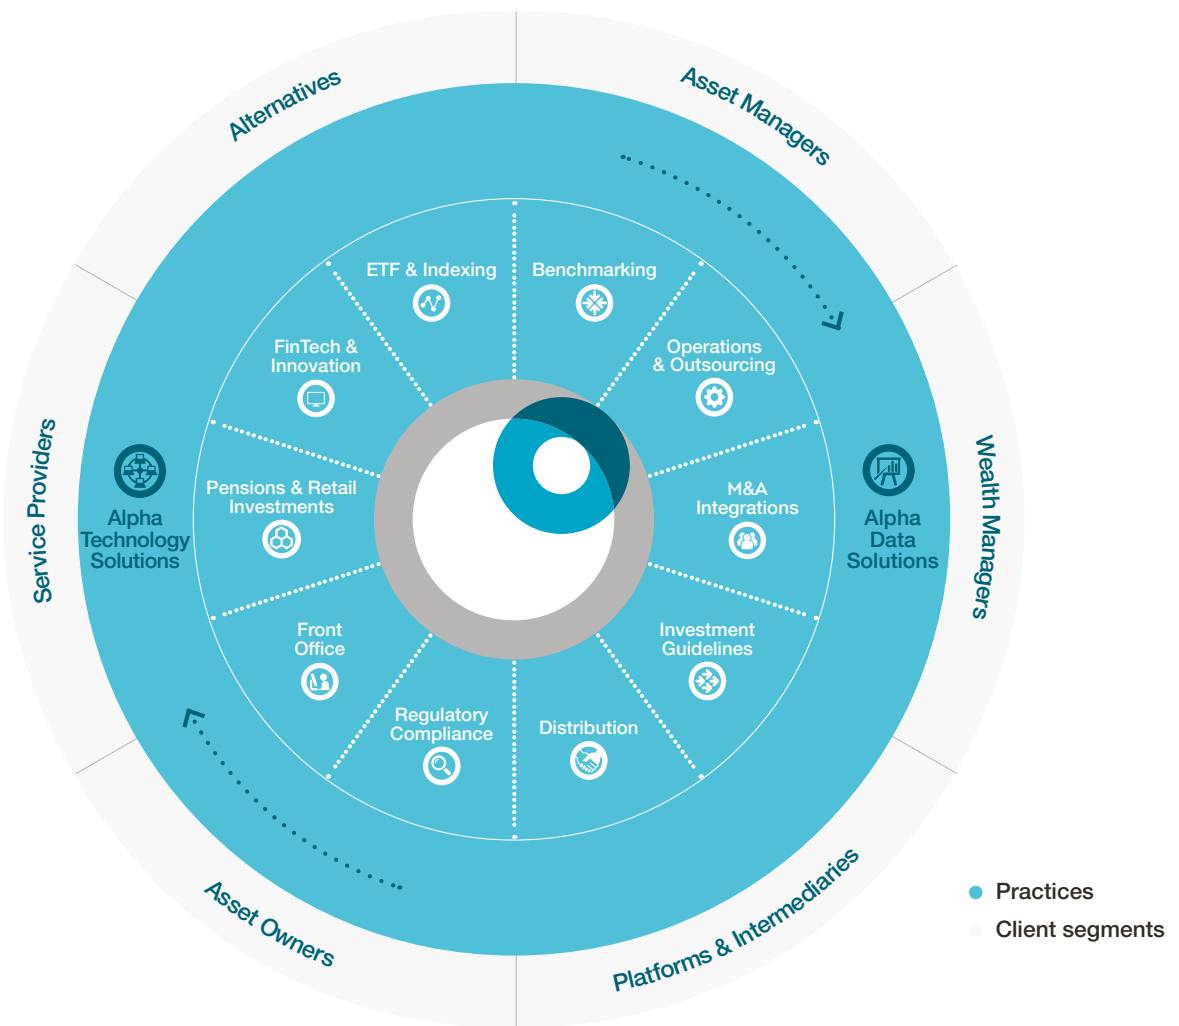 Alternatives
Asset Managers
Wealth Managers
Platforms & Intermediaries
Asset Owners
Service Providers
Alpha
Technology
Solutions
Alpha
Data
Solutions
ETF & Indexing
Benchmarking
Operations
& Outsourcing
M&A
Integrations
Investment
Guidelines
Distribution
Regulatory
Compliance
Front
Office
Pensions & Retail
Investments
FinTech &
Innovation
Practices
Client segments